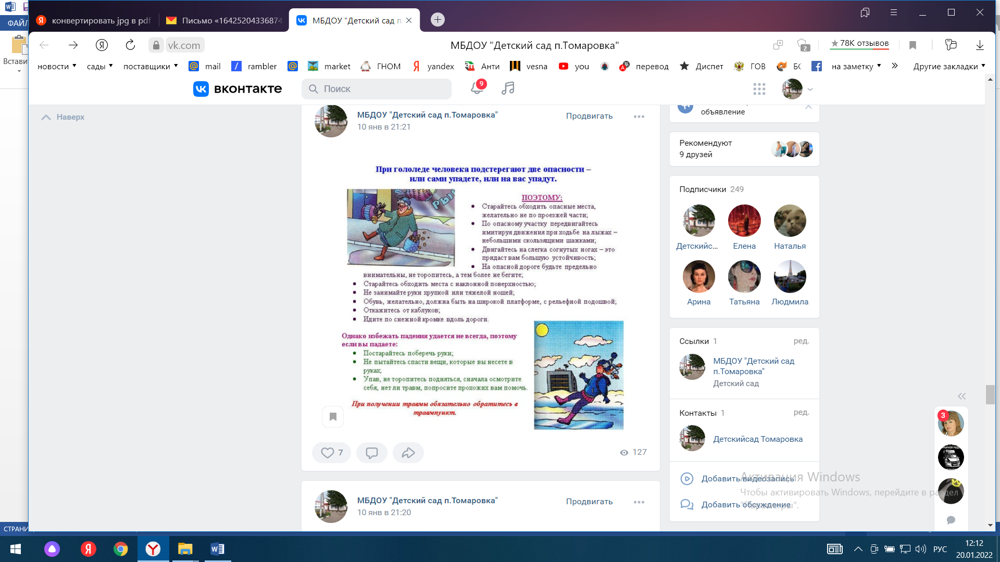 ФАЙЛ
Встави
конвертировать jpg в pdf
Письмо «16425204336874
МБДОУ "Детский сад п.
vk.com
МБДОУ "Детский сад п.Томаровка"
2
★ 78K отзывов
новости
сады
поставщики
mail
rambler
market
ГНОМ
yandex
Анти
vesna
you
перевод
Диспет
ГОВ
БС
на заметку
Другие закладки
вконтакте
Поиск
9
Наверх
МБДОУ "Детский сад п.Томаровка"
10 янв в 21:21
Продвигать
При гололеде человека подстерегают две опасности –
или сами упадете, или на вас упадут.
РЫ
ПОЭТОМУ:
• Старайтесь обходить опасные места,
желательно не по проезжей части;
• По опасному участку передвигайтесь
имитируя движения при ходьбе на лыжах –
небольшими скользящими шажками;
• Двигайтесь на слегка согнутых ногах – это
придаст вам большую устойчивость;
• На опасной дороге будьте предельно
внимательны, не торопитесь, а тем более не бегите;
• Старайтесь обходить места с наклонной поверхностью;
• Не занимайте руки хрупкой или тяжелой ношей;
• Обувь, желательно, должна быть на широкой платформе, с рельефной подошвой;
• Откажитесь от каблуков;
• Идите по снежной кромке вдоль дороги.
Однако избежать падения удается не всегда, поэтому
если вы падаете:
• Постарайтесь поберечь руки;
• Не пытайтесь спасти вещи, которые вы несете в
руках;
• Упав, не торопитесь подняться, сначала осмотрите
себя, нет ли травм, попросите прохожих вам помочь.
При получении травмы обязательно обратитесь в
травмпункт.
7
127
МБДОУ "Детский сад п.Томаровка"
10 янв в 21:20
Продвигать
объявление
Рекомендуют
9 друзей
Подписчики 249
Детскийс...
Елена
Наталья
Арина
Татьяна
Людмила
Ссылки 1
ред.
МБДОУ "Детский сад
п.Томаровка"
Детский сад
Контакты 1
ред.
Детскийсад Томаровка
Добавить видеозапись
Добавить обсуждение
3
Активация Windows
Чтобы активировать Windows, перейдите в раздел
"Параметры".
СТРАНИ
РУС
12:12
20.01.2022